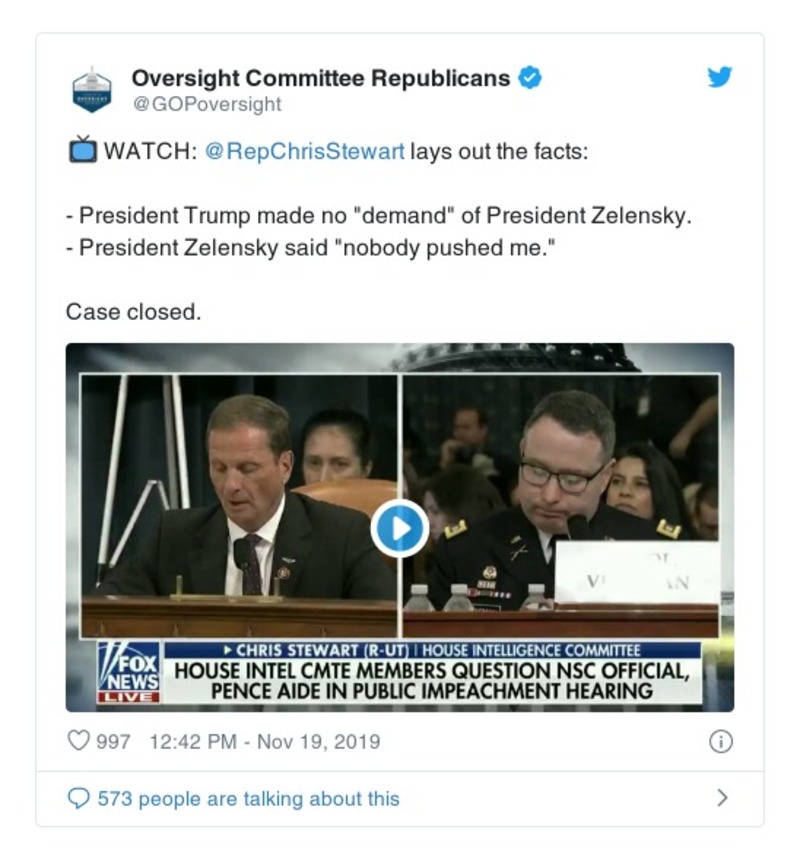 Oversight Committee Republicans
@GOPoversight
WATCH: @RepChrisStewart lays out the facts:
- President Trump made no "demand" of President Zelensky.
- President Zelensky said "nobody pushed me."
Case closed.
FOX
NEWS
LIVE
CHRIS STEWART (R-UT) | HOUSE INTELLIGENCE COMMITTEE
HOUSE INTEL CMTE MEMBERS QUESTION NSC OFFICIAL,
PENCE AIDE IN PUBLIC IMPEACHMENT HEARING
997 12:42 PM - Nov 19, 2019
573 people are talking about this